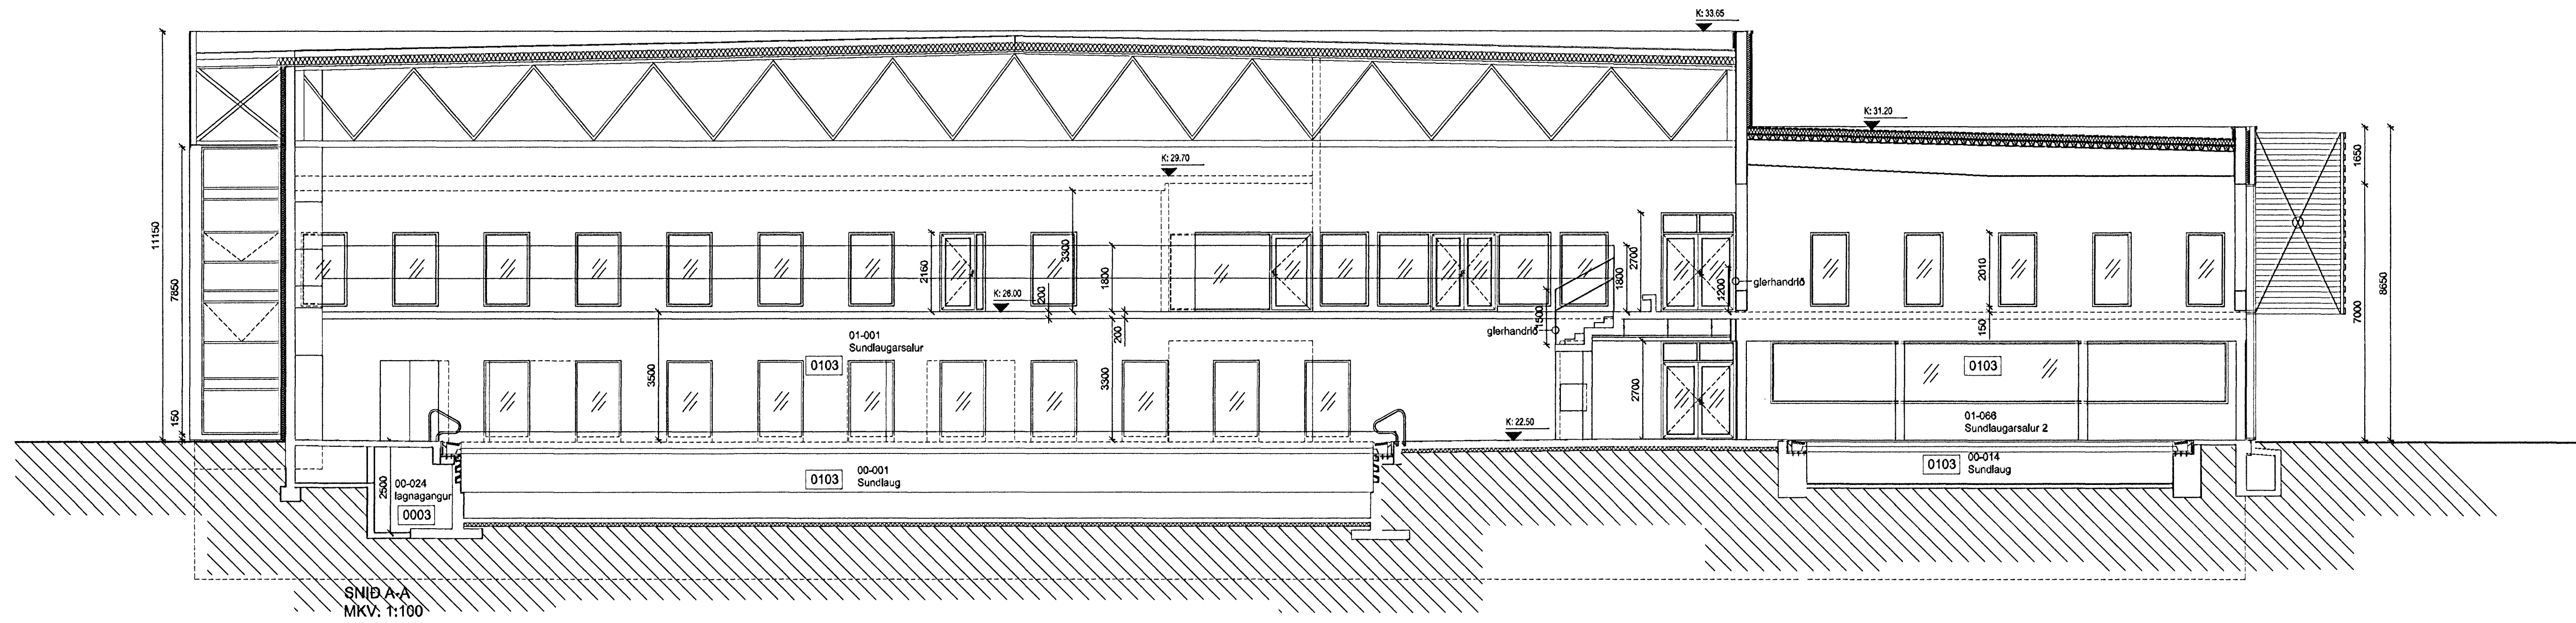 K: 33.65
K: 31.20
K: 29.70
11150
7850
150
2160
K: 26.00
200
3300
1800
200
1500
glerhandrið
1800
2700
1200
glerhandrið
2010
150
1650
7000
8650
01-001
Sundlaugarsalur
0103
3500
3300
2700
0103
01-066
Sundlaugarsalur 2
K: 22.50
2500
00-024
lagnagangur
0003
0103
00-001
Sundlaug
0103
00-014
Sundlaug
SNIÐ A-A
MKV. 1:100